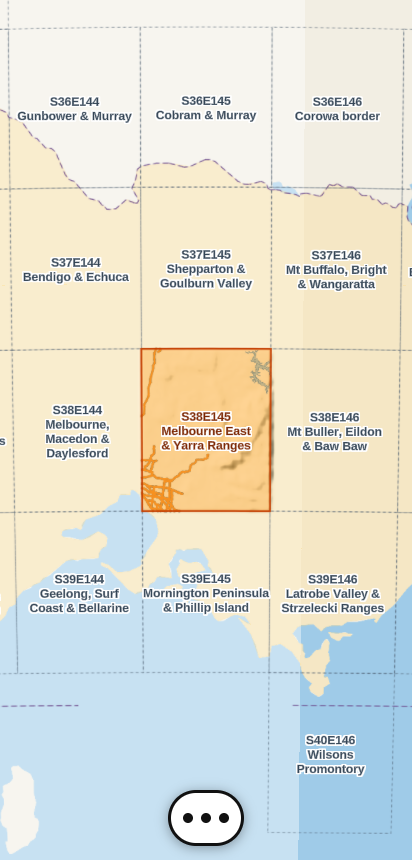 S36E144
Gunbower & Murray
S36E145
Cobram & Murray
S36E146
Corowa border
S37E144
Bendigo & Echuca
S37E145
Shepparton &
Goulburn Valley
S37E146
Mt Buffalo, Bright
& Wangaratta
S38E144
Melbourne,
Macedon &
Daylesford
S38E145
Melbourne East
& Yarra Ranges
S38E146
Mt Buller, Eildon
& Baw Baw
S39E144
Geelong, Surf
Coast & Bellarine
S39E145
Mornington Peninsula
& Phillip Island
S39E146
Latrobe Valley &
Strzelecki Ranges
S40E146
Wilsons
Promontory